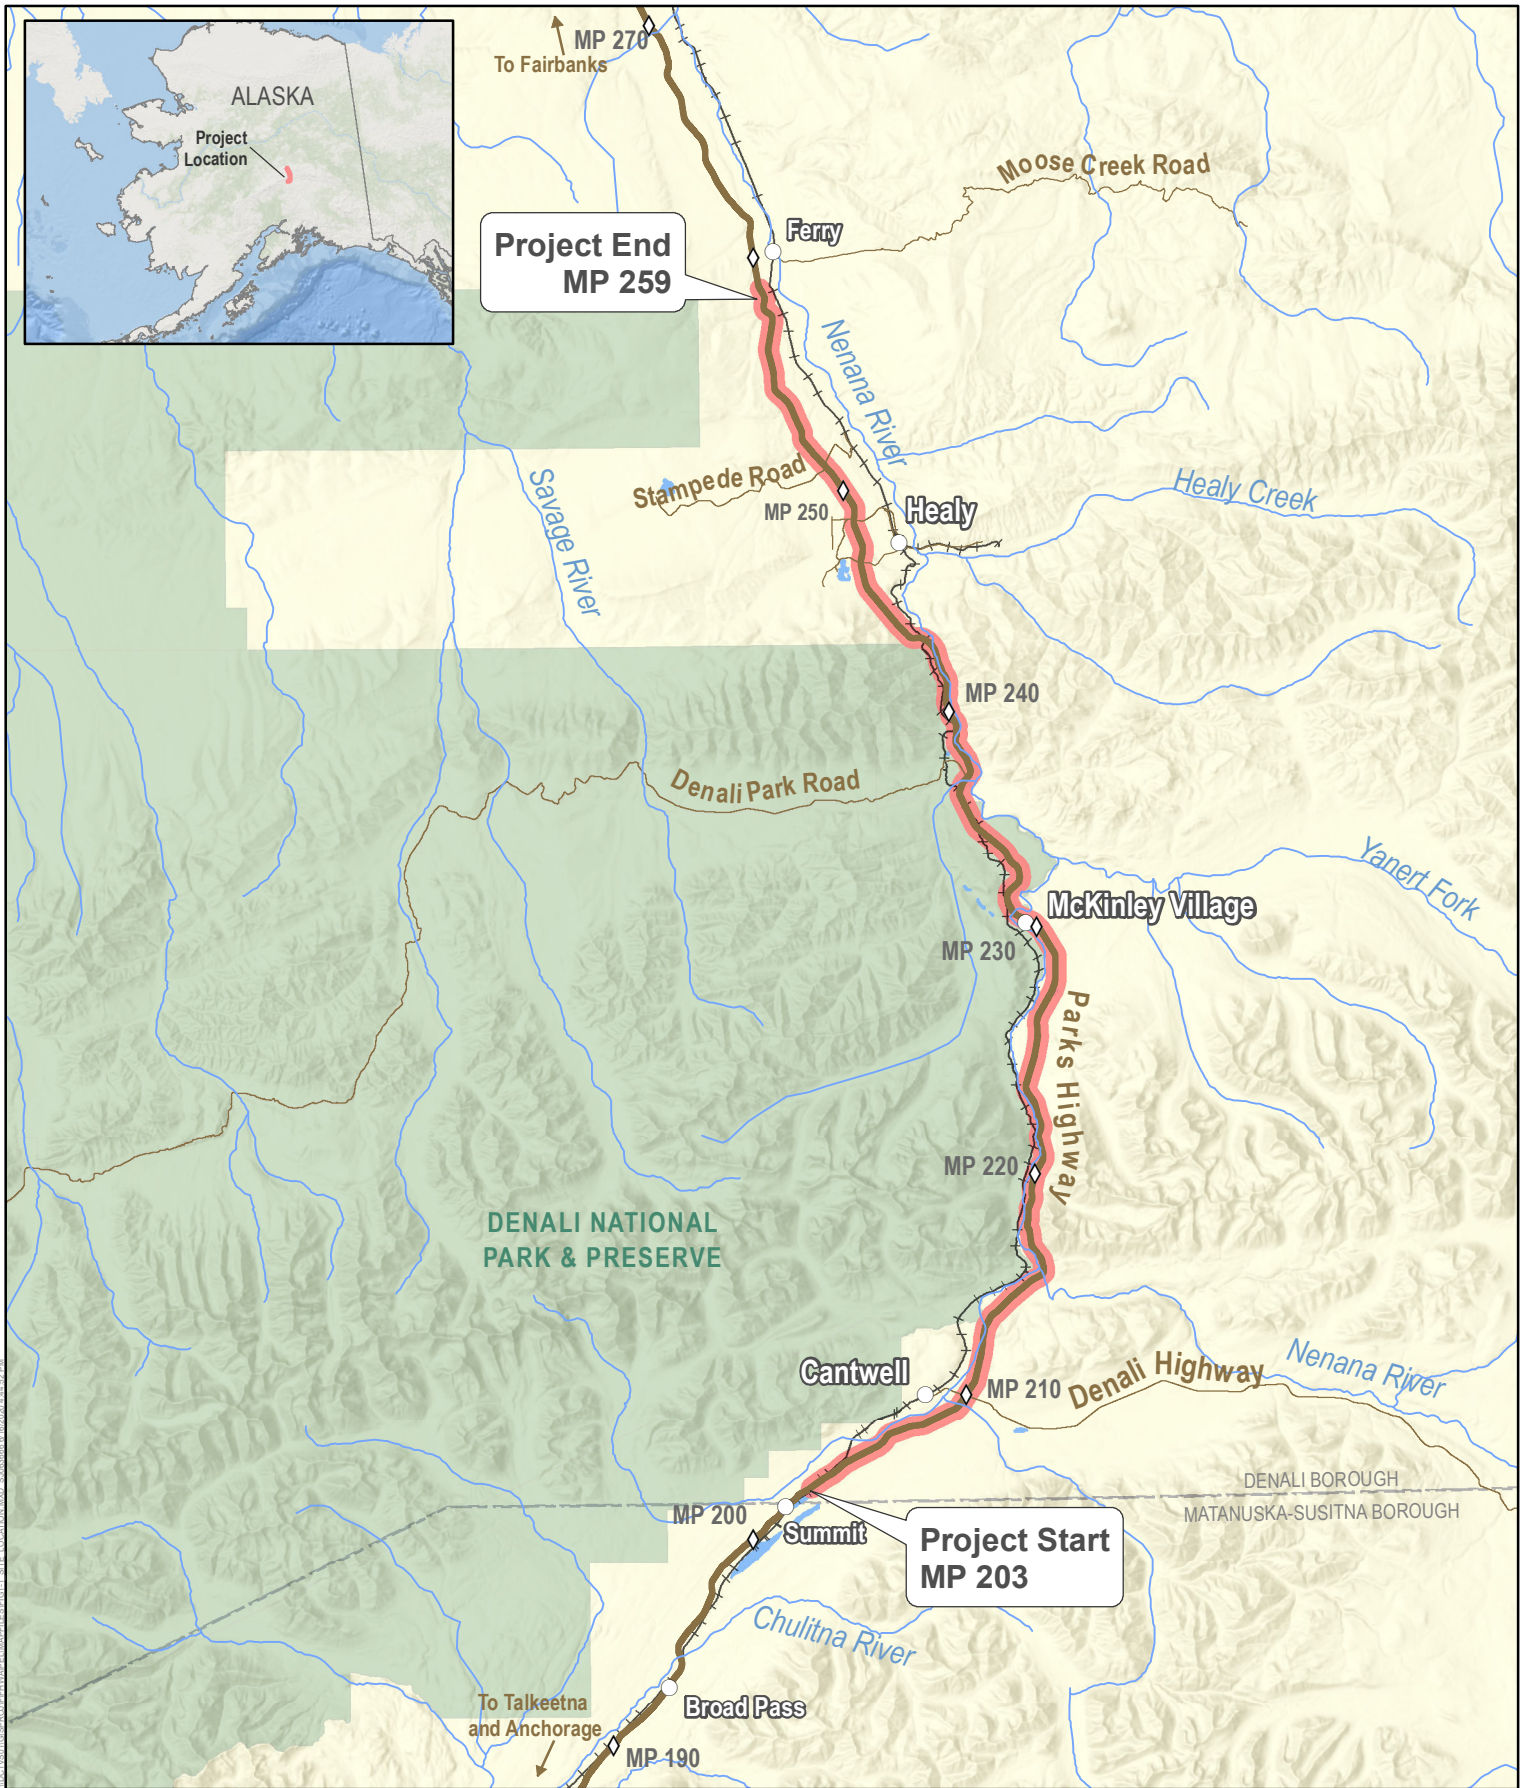 MP 270
To Fairbanks
ALASKA
Project
Location
Moose Creek Road
Ferry
Project End
MP 259
Nenana River
Stampede Road
MP 250
Healy
Healy Creek
Savage River
MP 240
Denali Park Road
Yanert Fork
McKinley Village
MP 230
Parks Highway
MP 220
DENALI NATIONAL
PARK & PRESERVE
Nenana River
Cantwell
Denali Highway
MP 210
DENALI BOROUGH
MATANUSKA-SUSITNA BOROUGH
MP 200
Summit
Project Start
MP 203
Chulitna River
To Talkeetna
and Anchorage
Broad Pass
MP 190